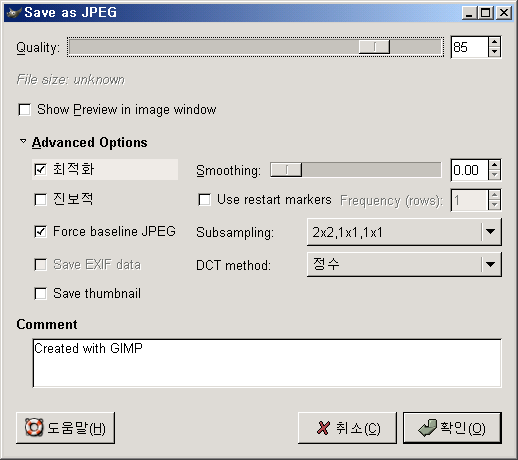 Save as JPEG
Quality: 85
File size: unknown
Show Preview in image window
Advanced Options
최적화 Smoothing: 0.00
진보적 Use restart markers Frequency (rows): 1
Force baseline JPEG Subsampling: 2x2,1x1,1x1
Save EXIF data DCT method: 정수
Save thumbnail
Comment
Created with GIMP
도움말(H) 취소(C) 확인(O)